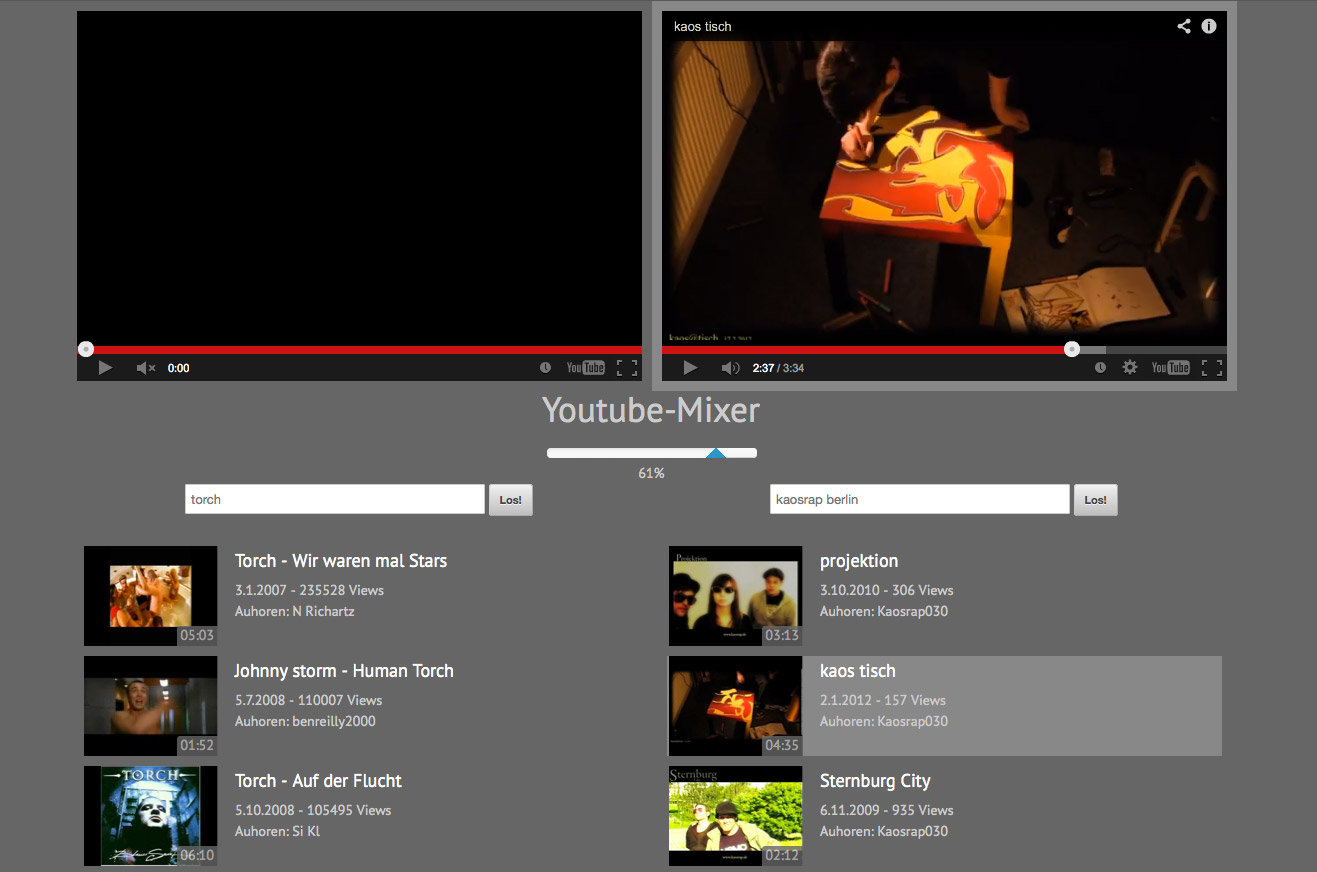 kaos tisch
kaos@tisch
0:00
YouTube
2:37 / 3:34
YouTube
Youtube-Mixer
61%
torch
Los!
kaosrap berlin
Los!
Torch - Wir waren mal Stars
3.1.2007 - 235528 Views
Auhoren: N Richartz
05:03
Johnny storm - Human Torch
5.7.2008 - 110007 Views
Auhoren: benreilly2000
01:52
TORCH
Torch - Auf der Flucht
5.10.2008 - 105495 Views
Auhoren: Si Kl
06:10
Projektion
projektion
3.10.2010 - 306 Views
Auhoren: Kaosrap030
03:13
kaos tisch
2.1.2012 - 157 Views
Auhoren: Kaosrap030
04:35
Sternburg
Sternburg City
6.11.2009 - 935 Views
Auhoren: Kaosrap030
02:12